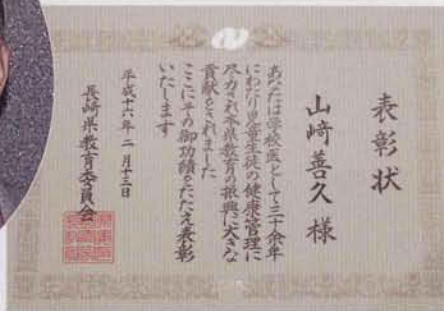 表彰状
山﨑善久様
あなたは学校医として三十余年
にわたり児童生徒の健康管理に
尽力され本県教育の振興に大きな
貢献をされました
ここにその御功績をたたえ表彰
いたします
平成十六年二月十三日
長崎県教育委員会